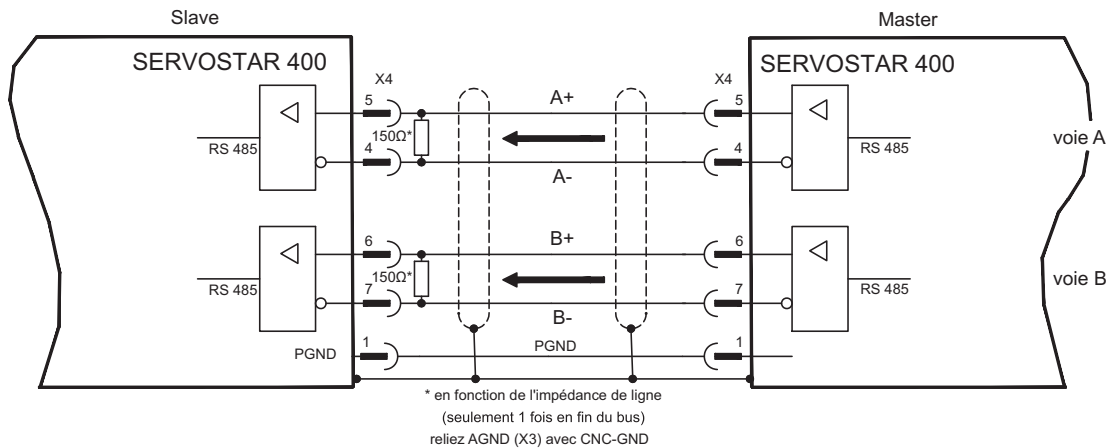 Slave
Master
SERVOSTAR 400
SERVOSTAR 400
X4
X4
5
A+
5
150Ω*
RS 485
4
A-
4
RS 485
voie A
6
B+
6
150Ω*
RS 485
7
B-
7
RS 485
voie B
PGND
1
PGND
1
* en fonction de l'impédance de ligne
(seulement 1 fois en fin du bus)
reliez AGND (X3) avec CNC-GND